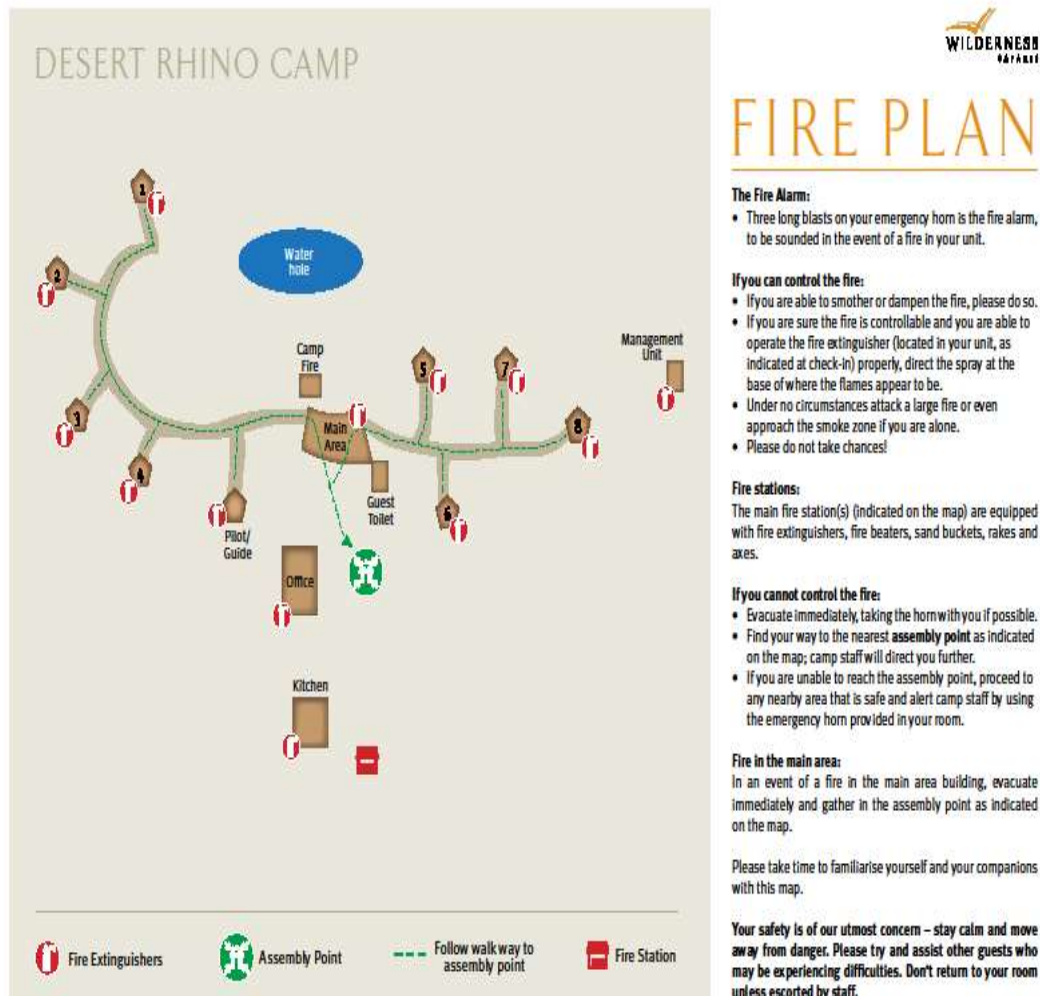 DESERT RHINO CAMP
1
2
3
4
Pilot/
Guide
Water
hole
Camp
Fire
Main
Area
Guest
Toilet
5
6
7
8
Management
Unit
Office
Kitchen
Fire Extinguishers
Assembly Point
Follow walk way to
assembly point
Fire Station
WILDERNESS
SAFARIS
FIRE PLAN
The Fire Alarm:
• Three long blasts on your emergency horn is the fire alarm,
to be sounded in the event of a fire in your unit.
If you can control the fire:
• If you are able to smother or dampen the fire, please do so.
• If you are sure the fire is controllable and you are able to
operate the fire extinguisher (located in your unit, as
indicated at check-in) properly, direct the spray at the
base of where the flames appear to be.
• Under no circumstances attack a large fire or even
approach the smoke zone if you are alone.
• Please do not take chances!
Fire stations:
The main fire station(s) (indicated on the map) are equipped
with fire extinguishers, fire beaters, sand buckets, rakes and
axes.
If you cannot control the fire:
• Evacuate immediately, taking the horn with you if possible.
• Find your way to the nearest assembly point as indicated
on the map; camp staff will direct you further.
• If you are unable to reach the assembly point, proceed to
any nearby area that is safe and alert camp staff by using
the emergency horn provided in your room.
Fire in the main area:
In an event of a fire in the main area building, evacuate
immediately and gather in the assembly point as indicated
on the map.
Please take time to familiarise yourself and your companions
with this map.
Your safety is of our utmost concern – stay calm and move
away from danger. Please try and assist other guests who
may be experiencing difficulties. Don't return to your room
unless escorted by staff.